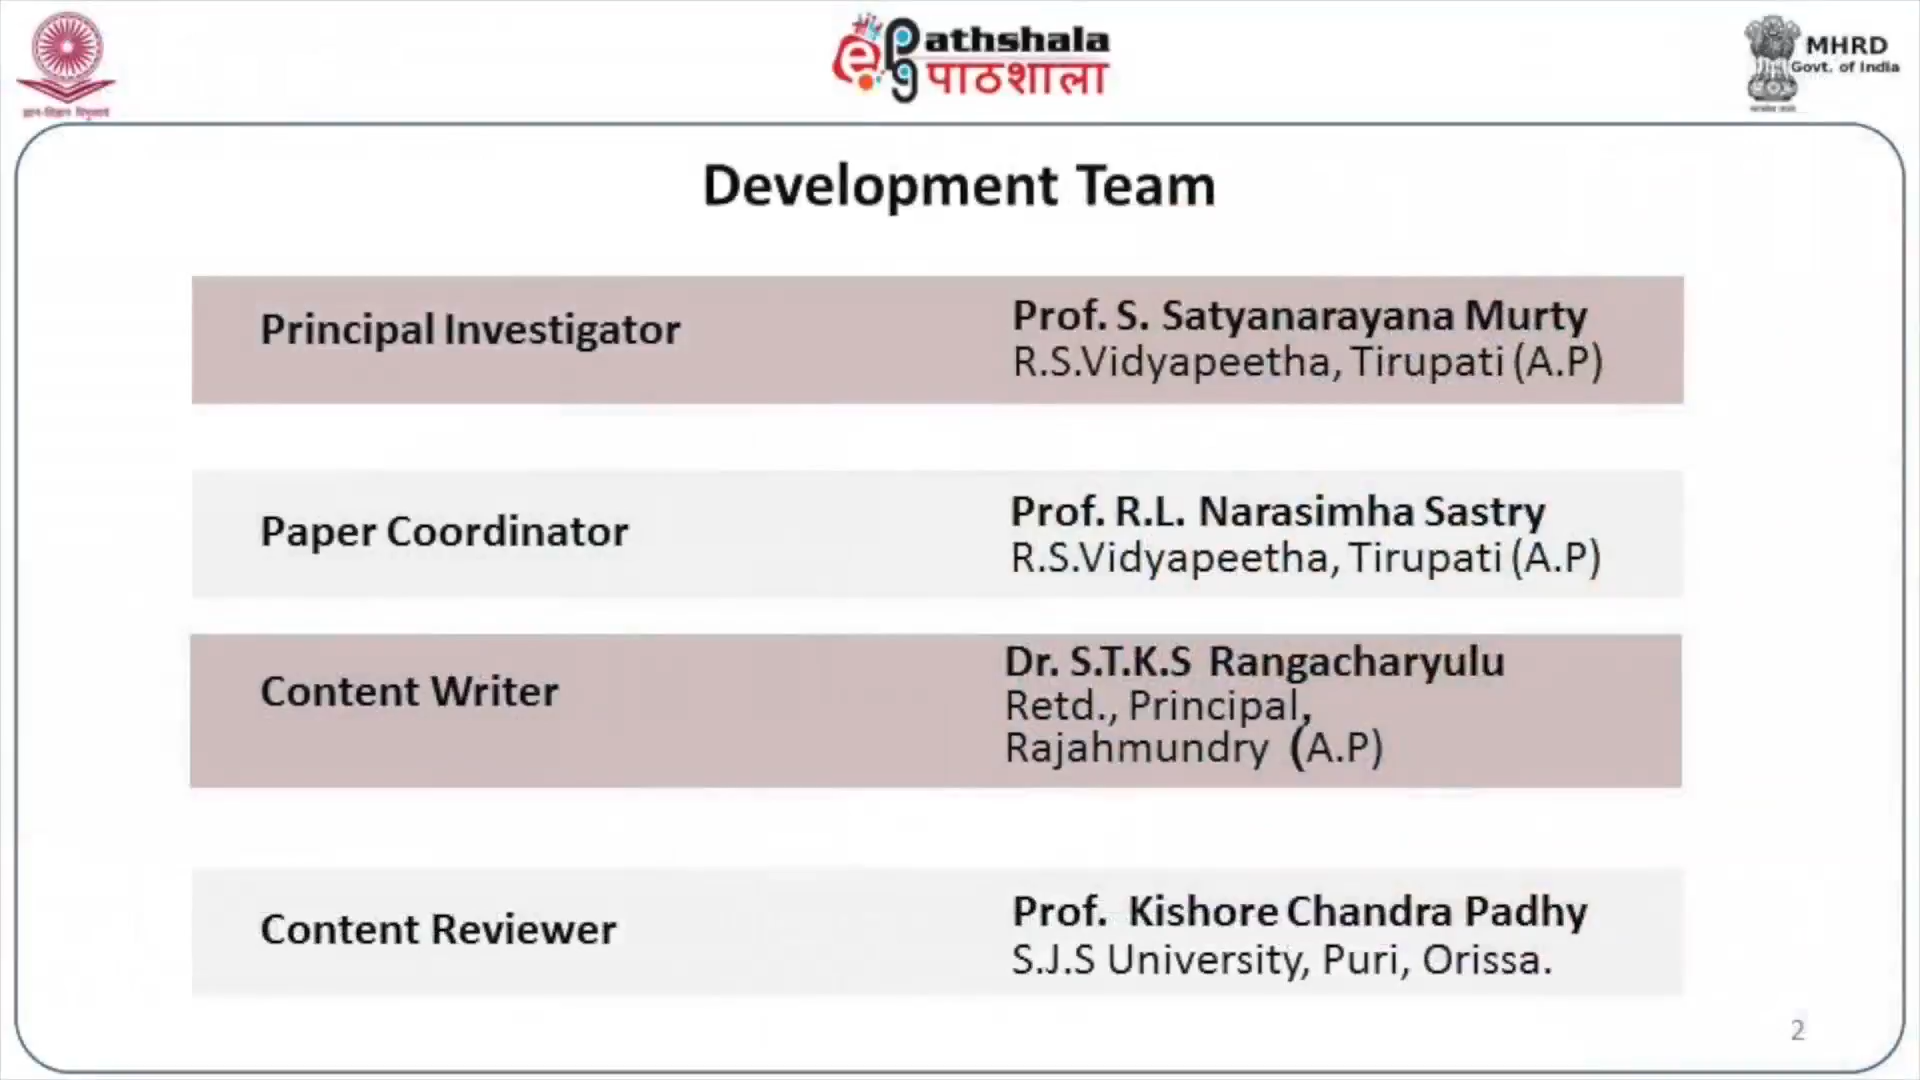 ज्ञान-विज्ञान विमुक्तये
ePG Pathshala
पाठशाला
MHRD
Govt. of India
Development Team
Principal Investigator
Prof. S. Satyanarayana Murty
R.S.Vidyapeetha, Tirupati (A.P)
Paper Coordinator
Prof. R.L. Narasimha Sastry
R.S.Vidyapeetha, Tirupati (A.P)
Content Writer
Dr. S.T.K.S Rangacharyulu
Retd., Principal,
Rajahmundry (A.P)
Content Reviewer
Prof. Kishore Chandra Padhy
S.J.S University, Puri, Orissa.
2